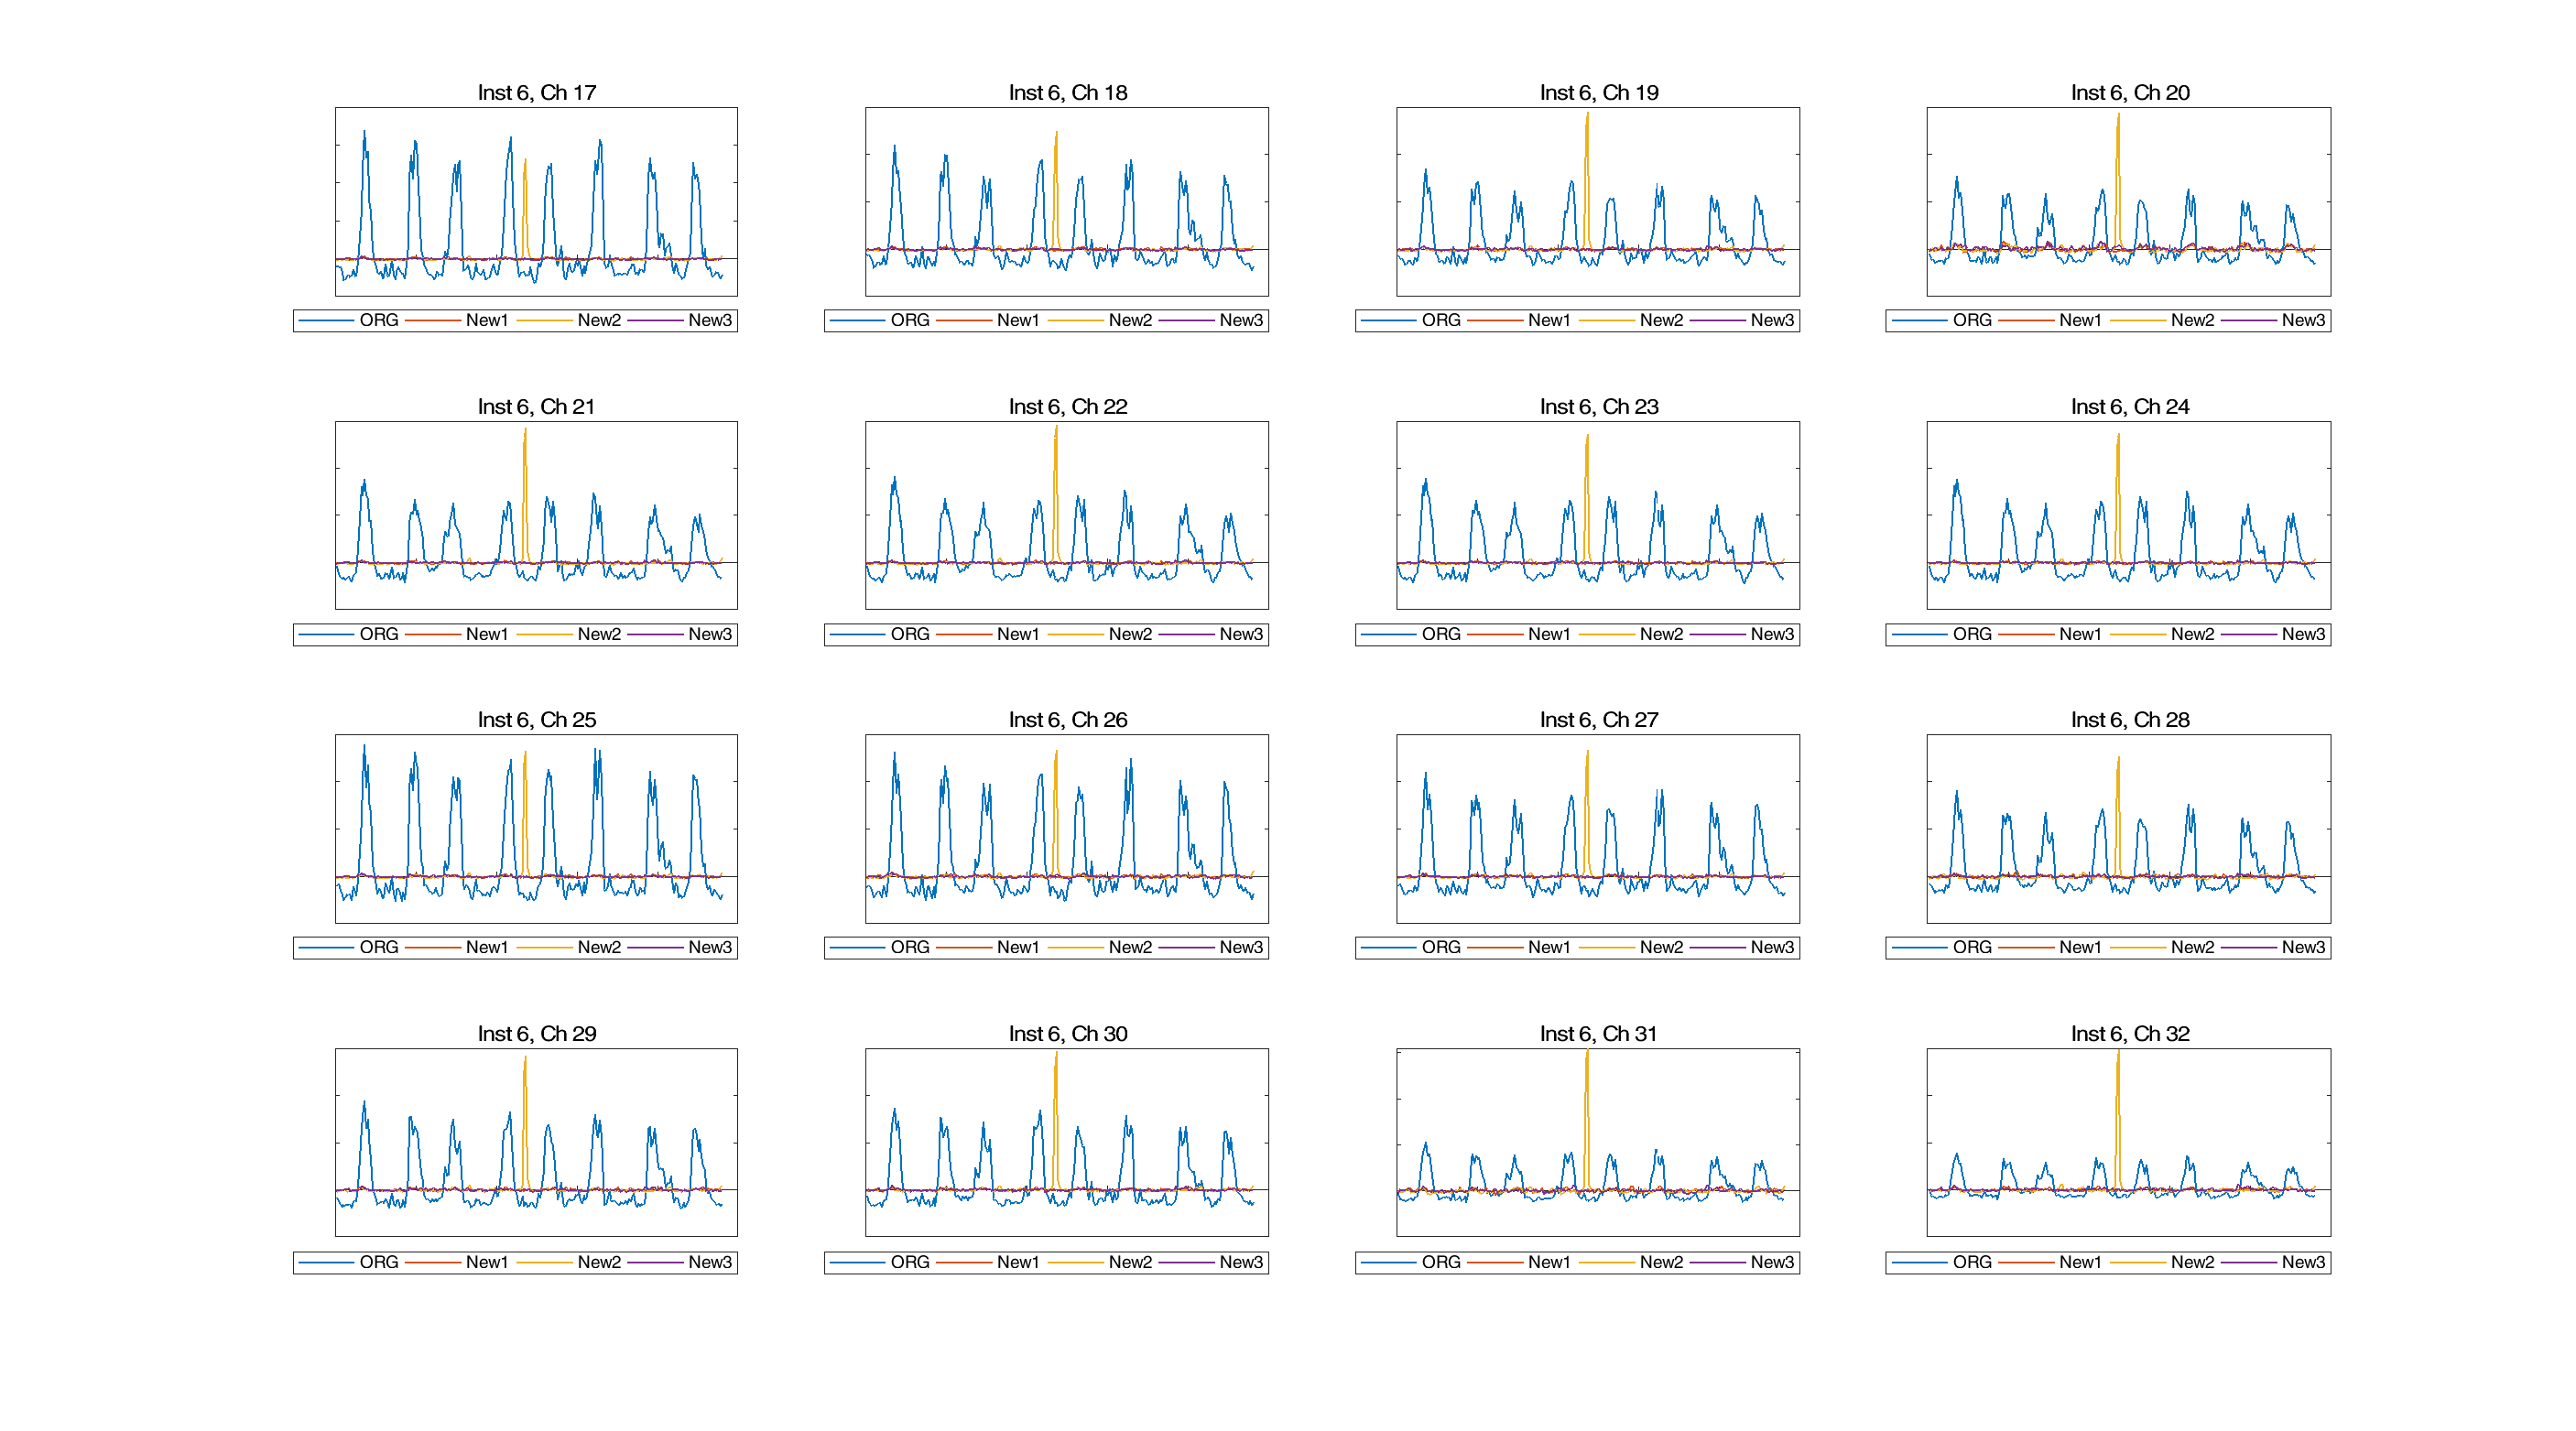 Inst 6, Ch 17
Inst 6, Ch 18
Inst 6, Ch 19
Inst 6, Ch 20
ORG New1 New2 New3
ORG New1 New2 New3
ORG New1 New2 New3
ORG New1 New2 New3
Inst 6, Ch 21
Inst 6, Ch 22
Inst 6, Ch 23
Inst 6, Ch 24
ORG New1 New2 New3
ORG New1 New2 New3
ORG New1 New2 New3
ORG New1 New2 New3
Inst 6, Ch 25
Inst 6, Ch 26
Inst 6, Ch 27
Inst 6, Ch 28
ORG New1 New2 New3
ORG New1 New2 New3
ORG New1 New2 New3
ORG New1 New2 New3
Inst 6, Ch 29
Inst 6, Ch 30
Inst 6, Ch 31
Inst 6, Ch 32
ORG New1 New2 New3
ORG New1 New2 New3
ORG New1 New2 New3
ORG New1 New2 New3